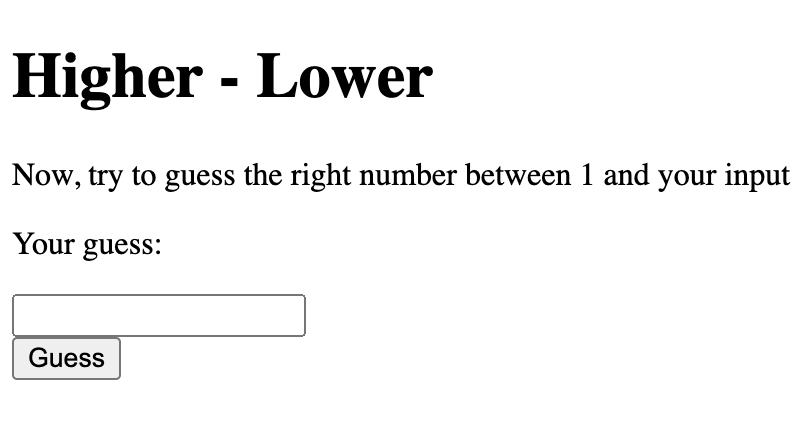 Higher - Lower
Now, try to guess the right number between 1 and your input
Your guess:
Guess